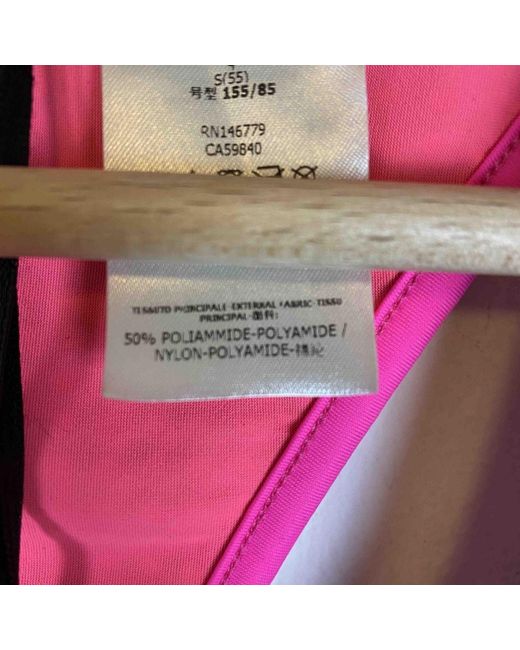 S(55)
号型 155/85
RN146779
CA59840
TESSUTO PRINCIPALE-EXTERNAL FABRIC-TISSU
PRINCIPAL-面料:
50% POLIAMMIDE-POLYAMIDE /
NYLON-POLYAMIDE-锦纶